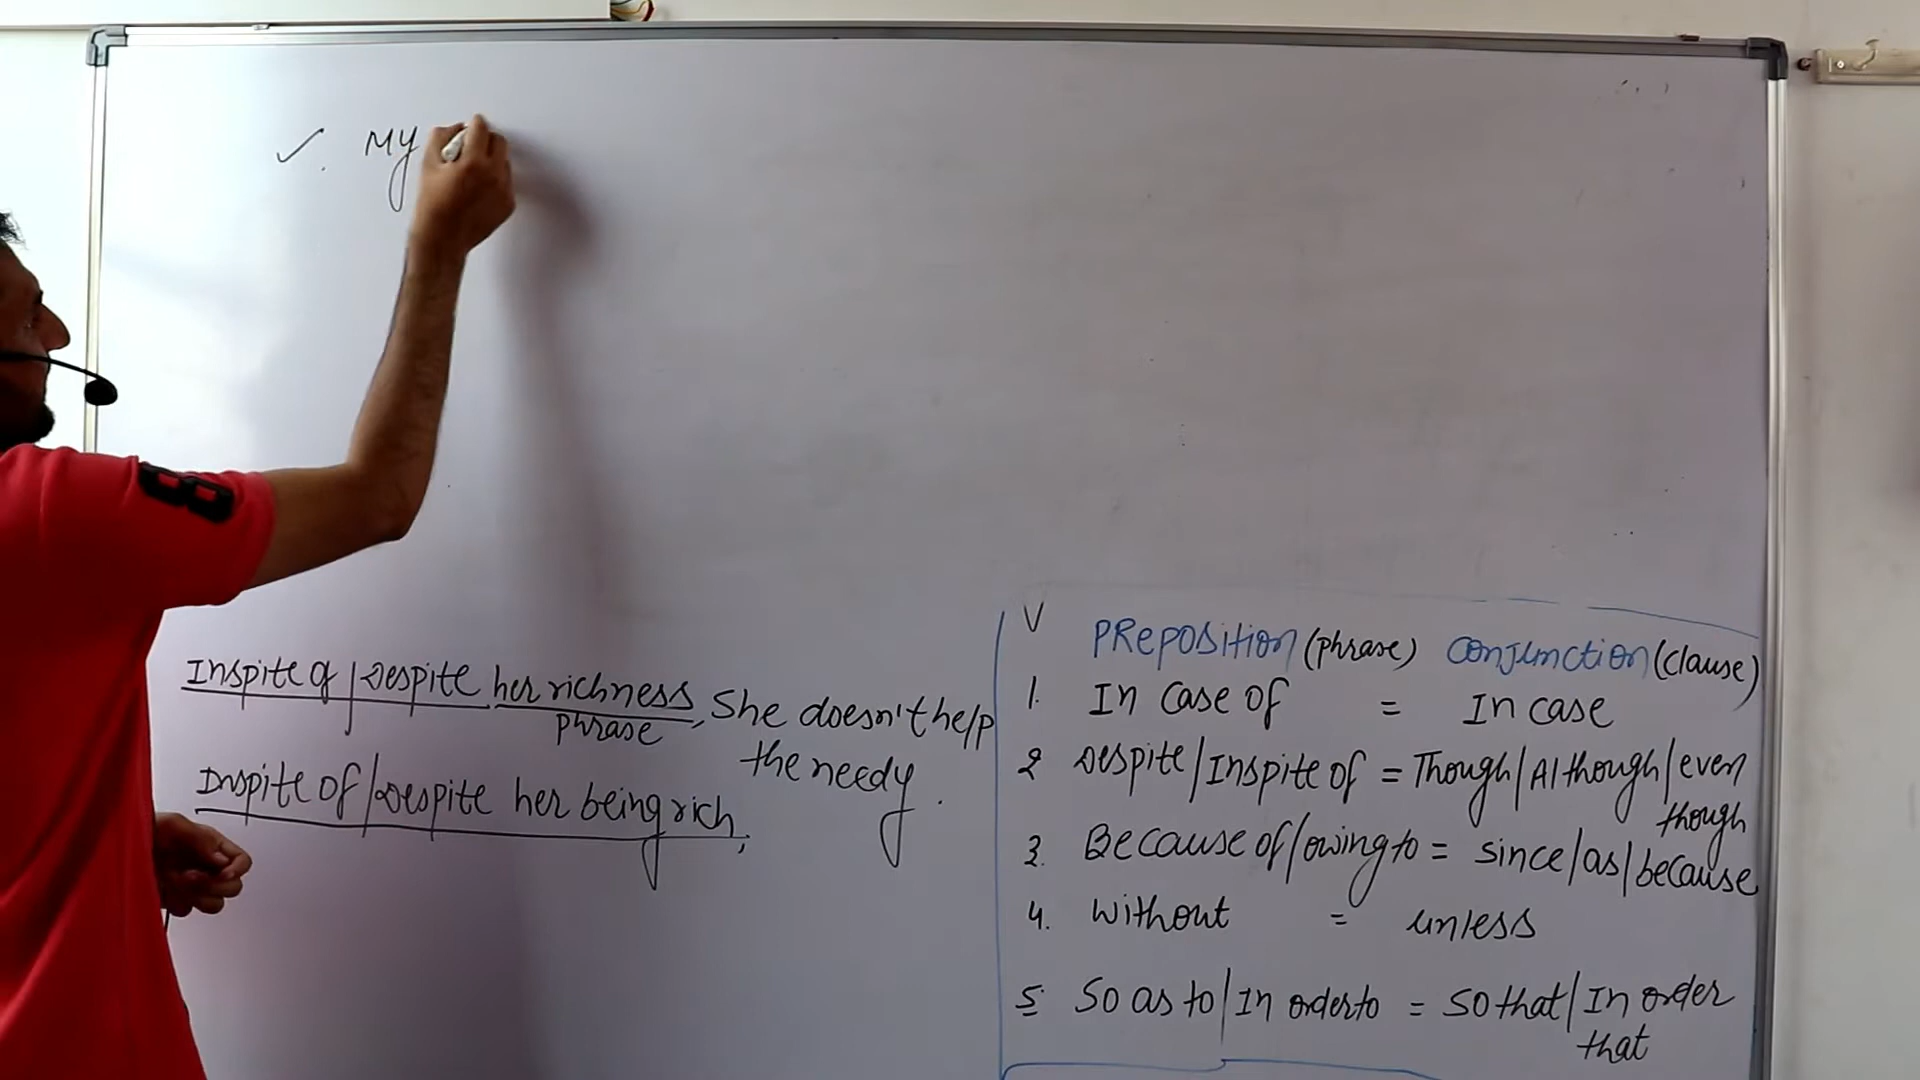 ✓. My
Inspite of/Despite her richness, She doesn't help
phrase
the needy.
Inspite of/Despite her being rich,
PREPOSITION (phrase) CONJUNCTION (clause)
1. In case of = In case
2 Despite/Inspite of = Though/Although/even
though
3. Because of/owing to = since/as/because
4. without = unless
5. So as to/In order to = So that/In order
that
B